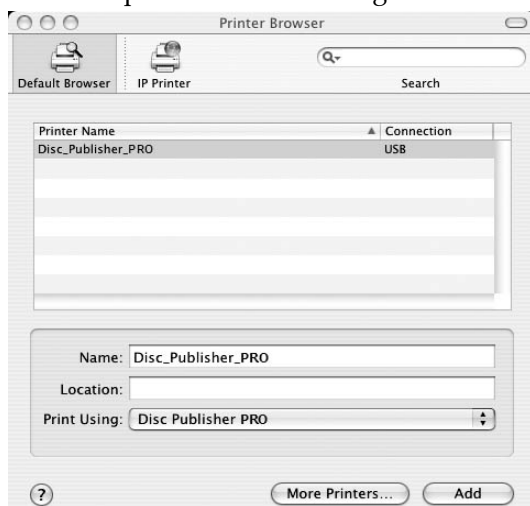 Printer Browser
Default Browser
IP Printer
Search
Printer Name Connection
Disc_Publisher_PRO USB
Name: Disc_Publisher_PRO
Location:
Print Using: Disc Publisher PRO
? More Printers... Add